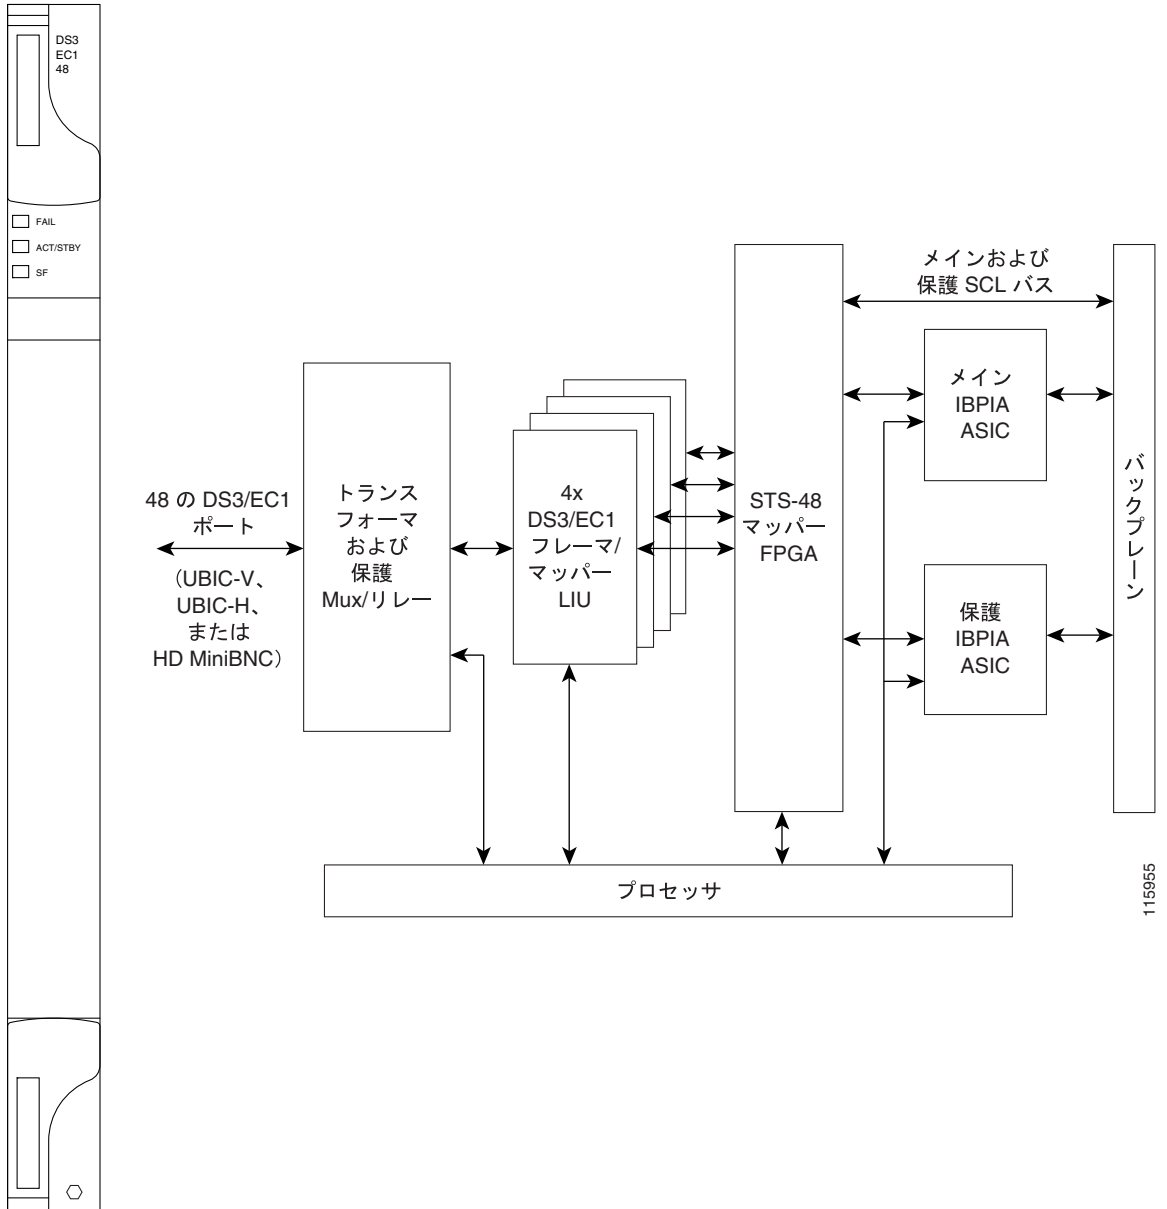 DS3
EC1
48
FAIL
ACT/STBY
SF
48 の DS3/EC1
ポート
（UBIC-V、
UBIC-H、
または
HD MiniBNC）
トランス
フォーマ
および
保護
Mux/リレー
4x
DS3/EC1
フレーマ/
マッパー
LIU
STS-48
マッパー
FPGA
メインおよび
保護 SCL バス
メイン
IBPIA
ASIC
保護
IBPIA
ASIC
バックプレーン
プロセッサ
115955